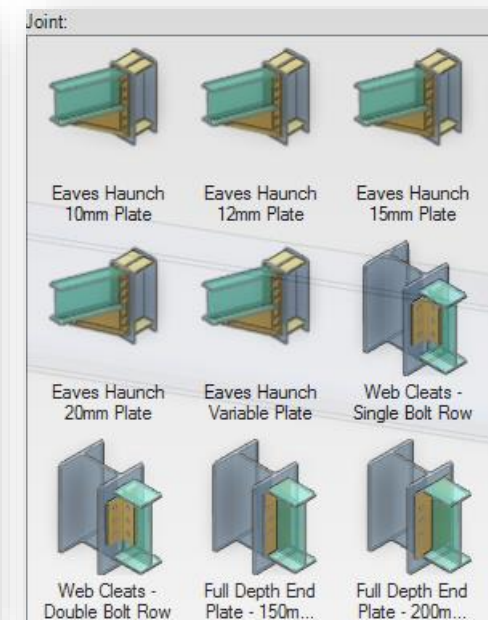 Joint:
Eaves Haunch
10mm Plate
Eaves Haunch
12mm Plate
Eaves Haunch
15mm Plate
Eaves Haunch
20mm Plate
Eaves Haunch
Variable Plate
Web Cleats -
Single Bolt Row
Web Cleats -
Double Bolt Row
Full Depth End
Plate - 150m...
Full Depth End
Plate - 200m...